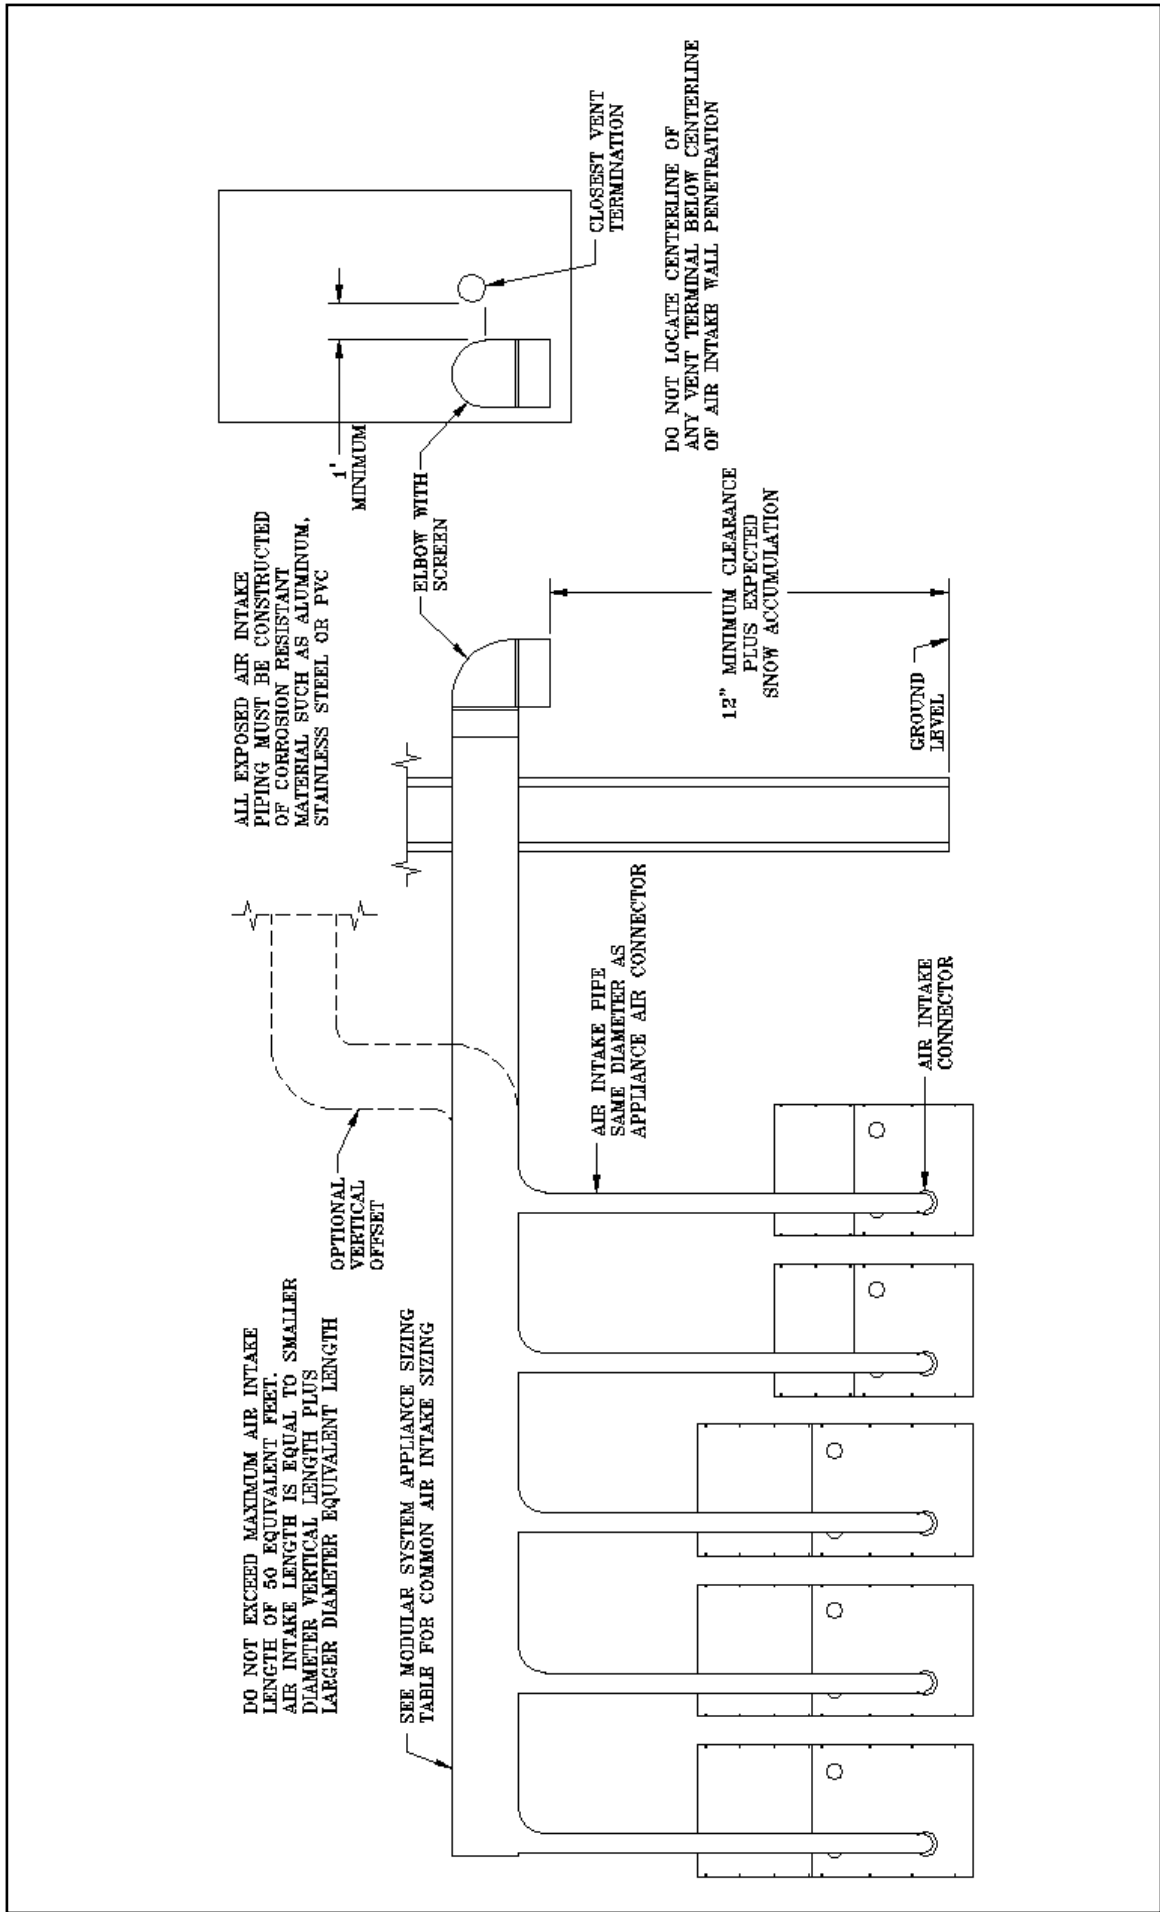 DO NOT EXCEED MAXIMUM AIR INTAKE
LENGTH OF 50 EQUIVALENT FEET.
AIR INTAKE LENGTH IS EQUAL TO SMALLER
DIAMETER VERTICAL LENGTH PLUS
LARGER DIAMETER EQUIVALENT LENGTH
OPTIONAL
VERTICAL
OFFSET
ALL EXPOSED AIR INTAKE
PIPING MUST BE CONSTRUCTED
OF CORROSION RESISTANT
MATERIAL SUCH AS ALUMINUM,
STAINLESS STEEL OR PVC
1'
MINIMUM
SEE MODULAR SYSTEM APPLIANCE SIZING
TABLE FOR COMMON AIR INTAKE SIZING
ELBOW WITH
SCREEN
CLOSEST VENT
TERMINATION
AIR INTAKE PIPE
SAME DIAMETER AS
APPLIANCE AIR CONNECTOR
DO NOT LOCATE CENTERLINE OF
ANY VENT TERMINAL BELOW CENTERLINE
OF AIR INTAKE WALL PENETRATION
12" MINIMUM CLEARANCE
PLUS EXPECTED
SNOW ACCUMULATION
AIR INTAKE
CONNECTOR
GROUND
LEVEL